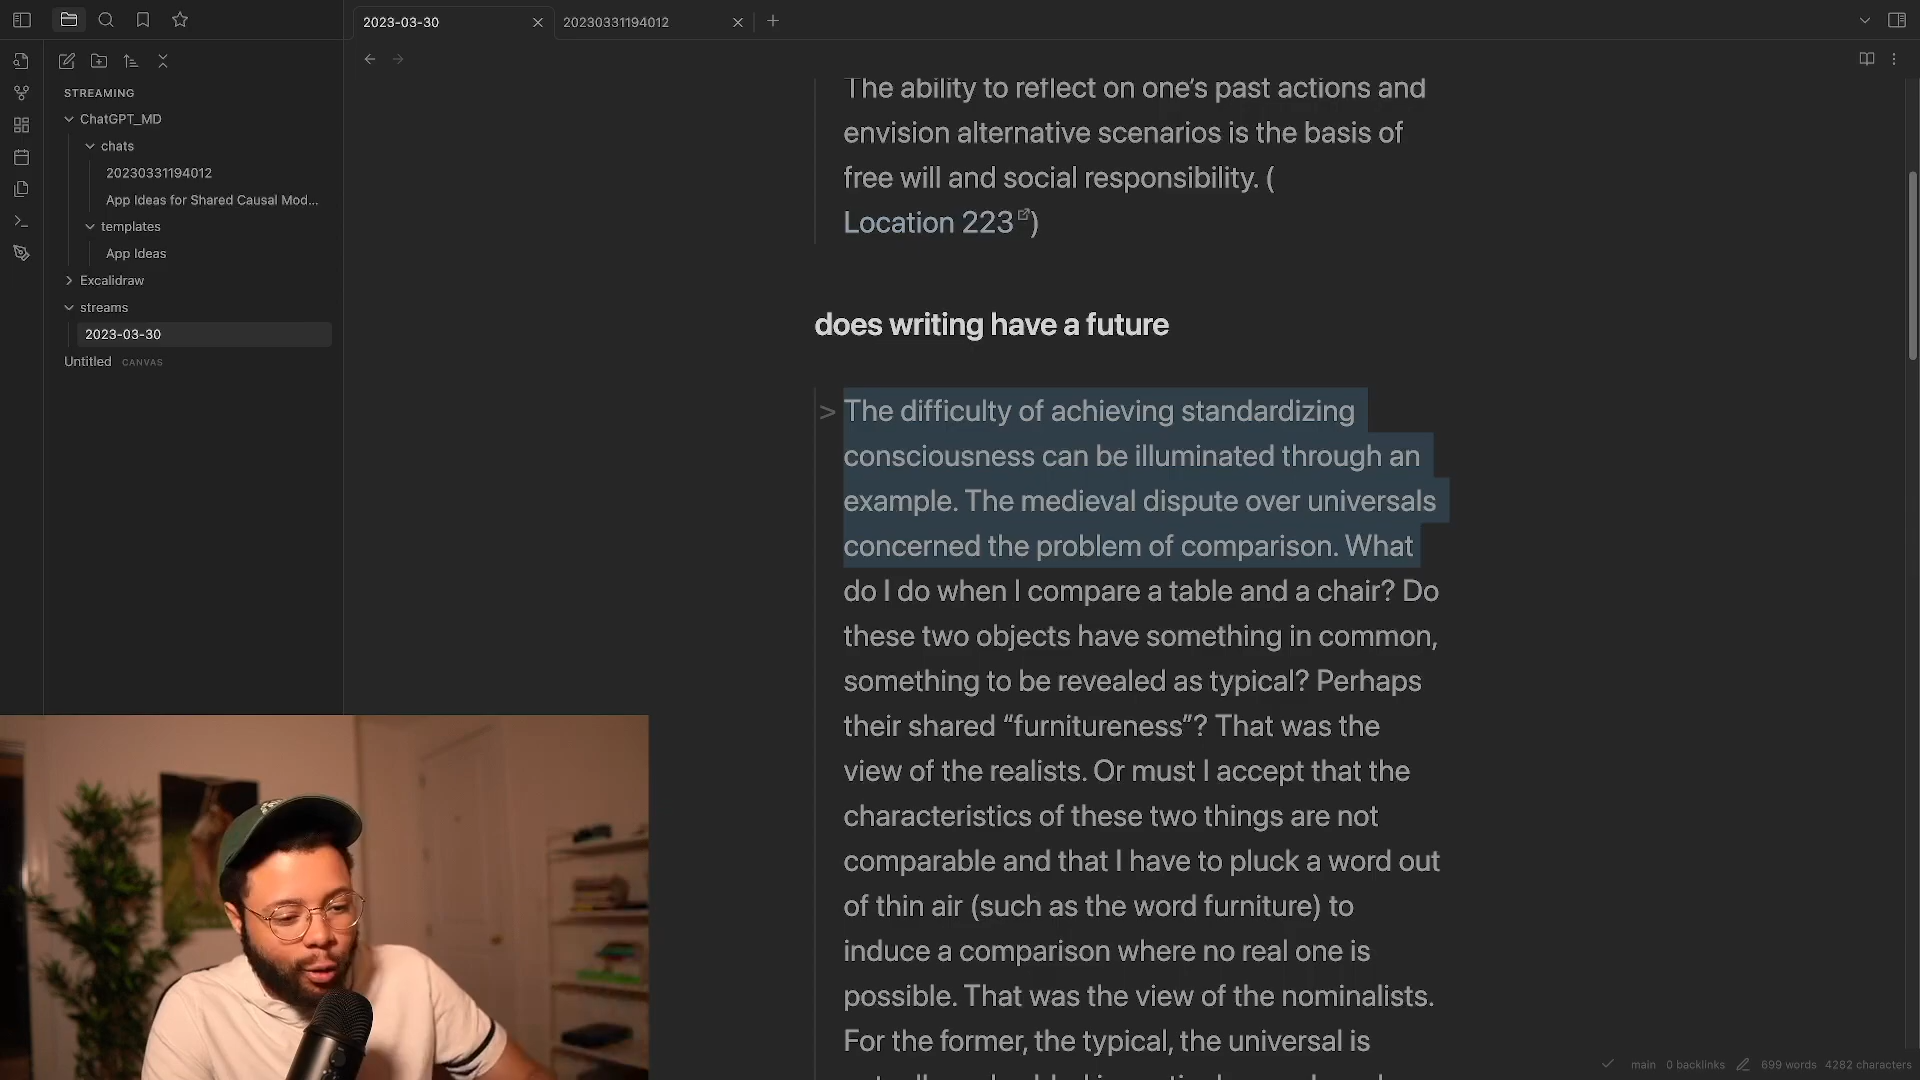 2023-03-30
20230331194012
STREAMING
ChatGPT_MD
chats
20230331194012
App Ideas for Shared Causal Mod...
templates
App Ideas
Excalidraw
streams
2023-03-30
Untitled CANVAS
The ability to reflect on one’s past actions and
envision alternative scenarios is the basis of
free will and social responsibility. (
Location 223)
does writing have a future
> The difficulty of achieving standardizing
consciousness can be illuminated through an
example. The medieval dispute over universals
concerned the problem of comparison. What
do I do when I compare a table and a chair? Do
these two objects have something in common,
something to be revealed as typical? Perhaps
their shared “furnitureness”? That was the
view of the realists. Or must I accept that the
characteristics of these two things are not
comparable and that I have to pluck a word out
of thin air (such as the word furniture) to
induce a comparison where no real one is
possible. That was the view of the nominalists.
For the former, the typical, the universal is
main 0 backlinks 699 words 4282 characters